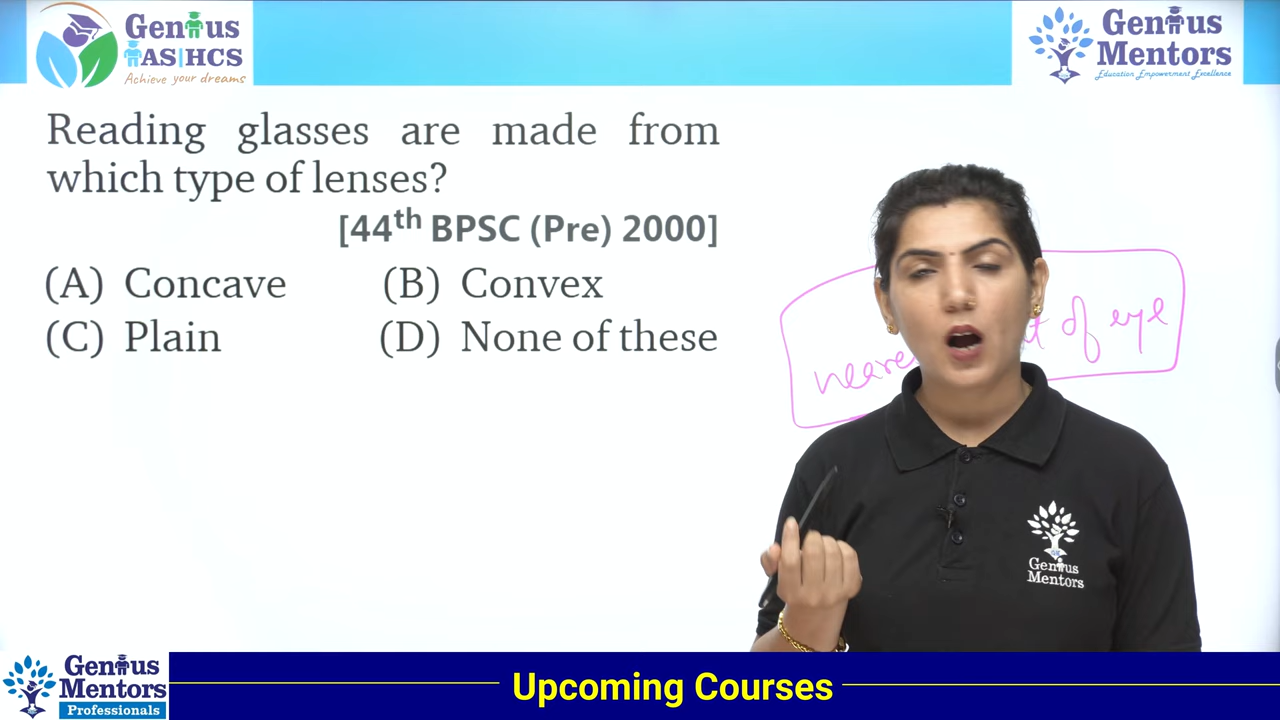 Genius
IAS|HCS
Achieve your dreams
Genius
Mentors
Education Empowerment Excellence
Reading glasses are made from
which type of lenses?
[44th BPSC (Pre) 2000]
(A) Concave (B) Convex
(C) Plain (D) None of these
of eye
Genius
Mentors
Genius
Mentors
Professionals
Upcoming Courses